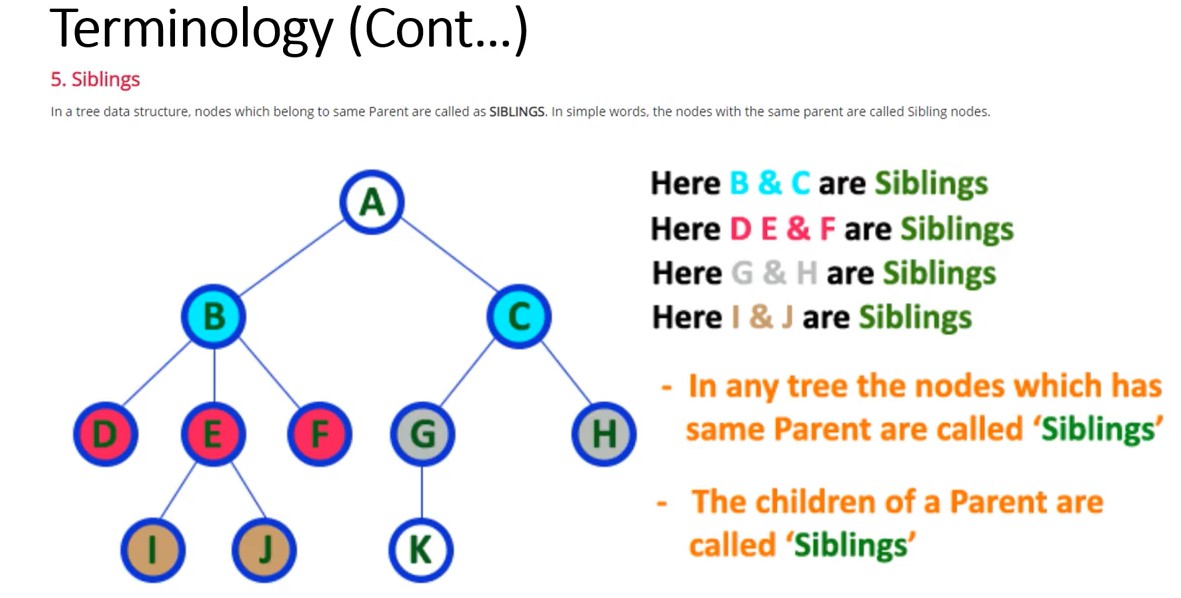 Terminology (Cont...)
5. Siblings
In a tree data structure, nodes which belong to same Parent are called as SIBLINGS. In simple words, the nodes with the same parent are called Sibling nodes.
A
B C
D E F G H
I J K
Here B & C are Siblings
Here D E & F are Siblings
Here G & H are Siblings
Here I & J are Siblings
- In any tree the nodes which has
same Parent are called ‘Siblings’
- The children of a Parent are
called ‘Siblings’